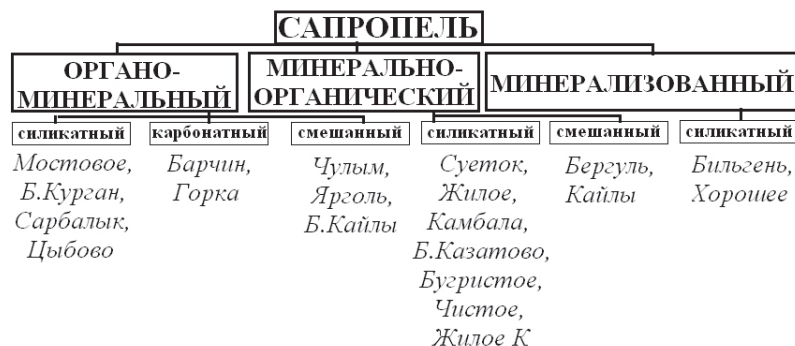 САПРОПЕЛЬ
ОРГАНО-
МИНЕРАЛЬНЫЙ
МИНЕРАЛЬНО-
ОРГАНИЧЕСКИЙ
МИНЕРАЛИЗОВАННЫЙ
силикатный
карбонатный
смешанный
силикатный
смешанный
силикатный
Мостовое,
Б.Курган,
Сарбалык,
Цыбово
Барчин,
Горка
Чулым,
Ярголь,
Б.Кайлы
Суеток,
Жилое,
Камбала,
Б.Казатово,
Бугристое,
Чистое,
Жилое К
Бергуль,
Кайлы
Бильгень,
Хорошее